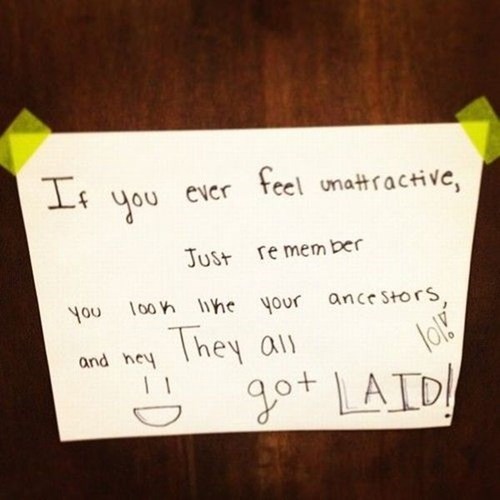 If you ever feel unattractive,
Just remember
you look like your ancestors,
and hey They all
lol!
got LAID!